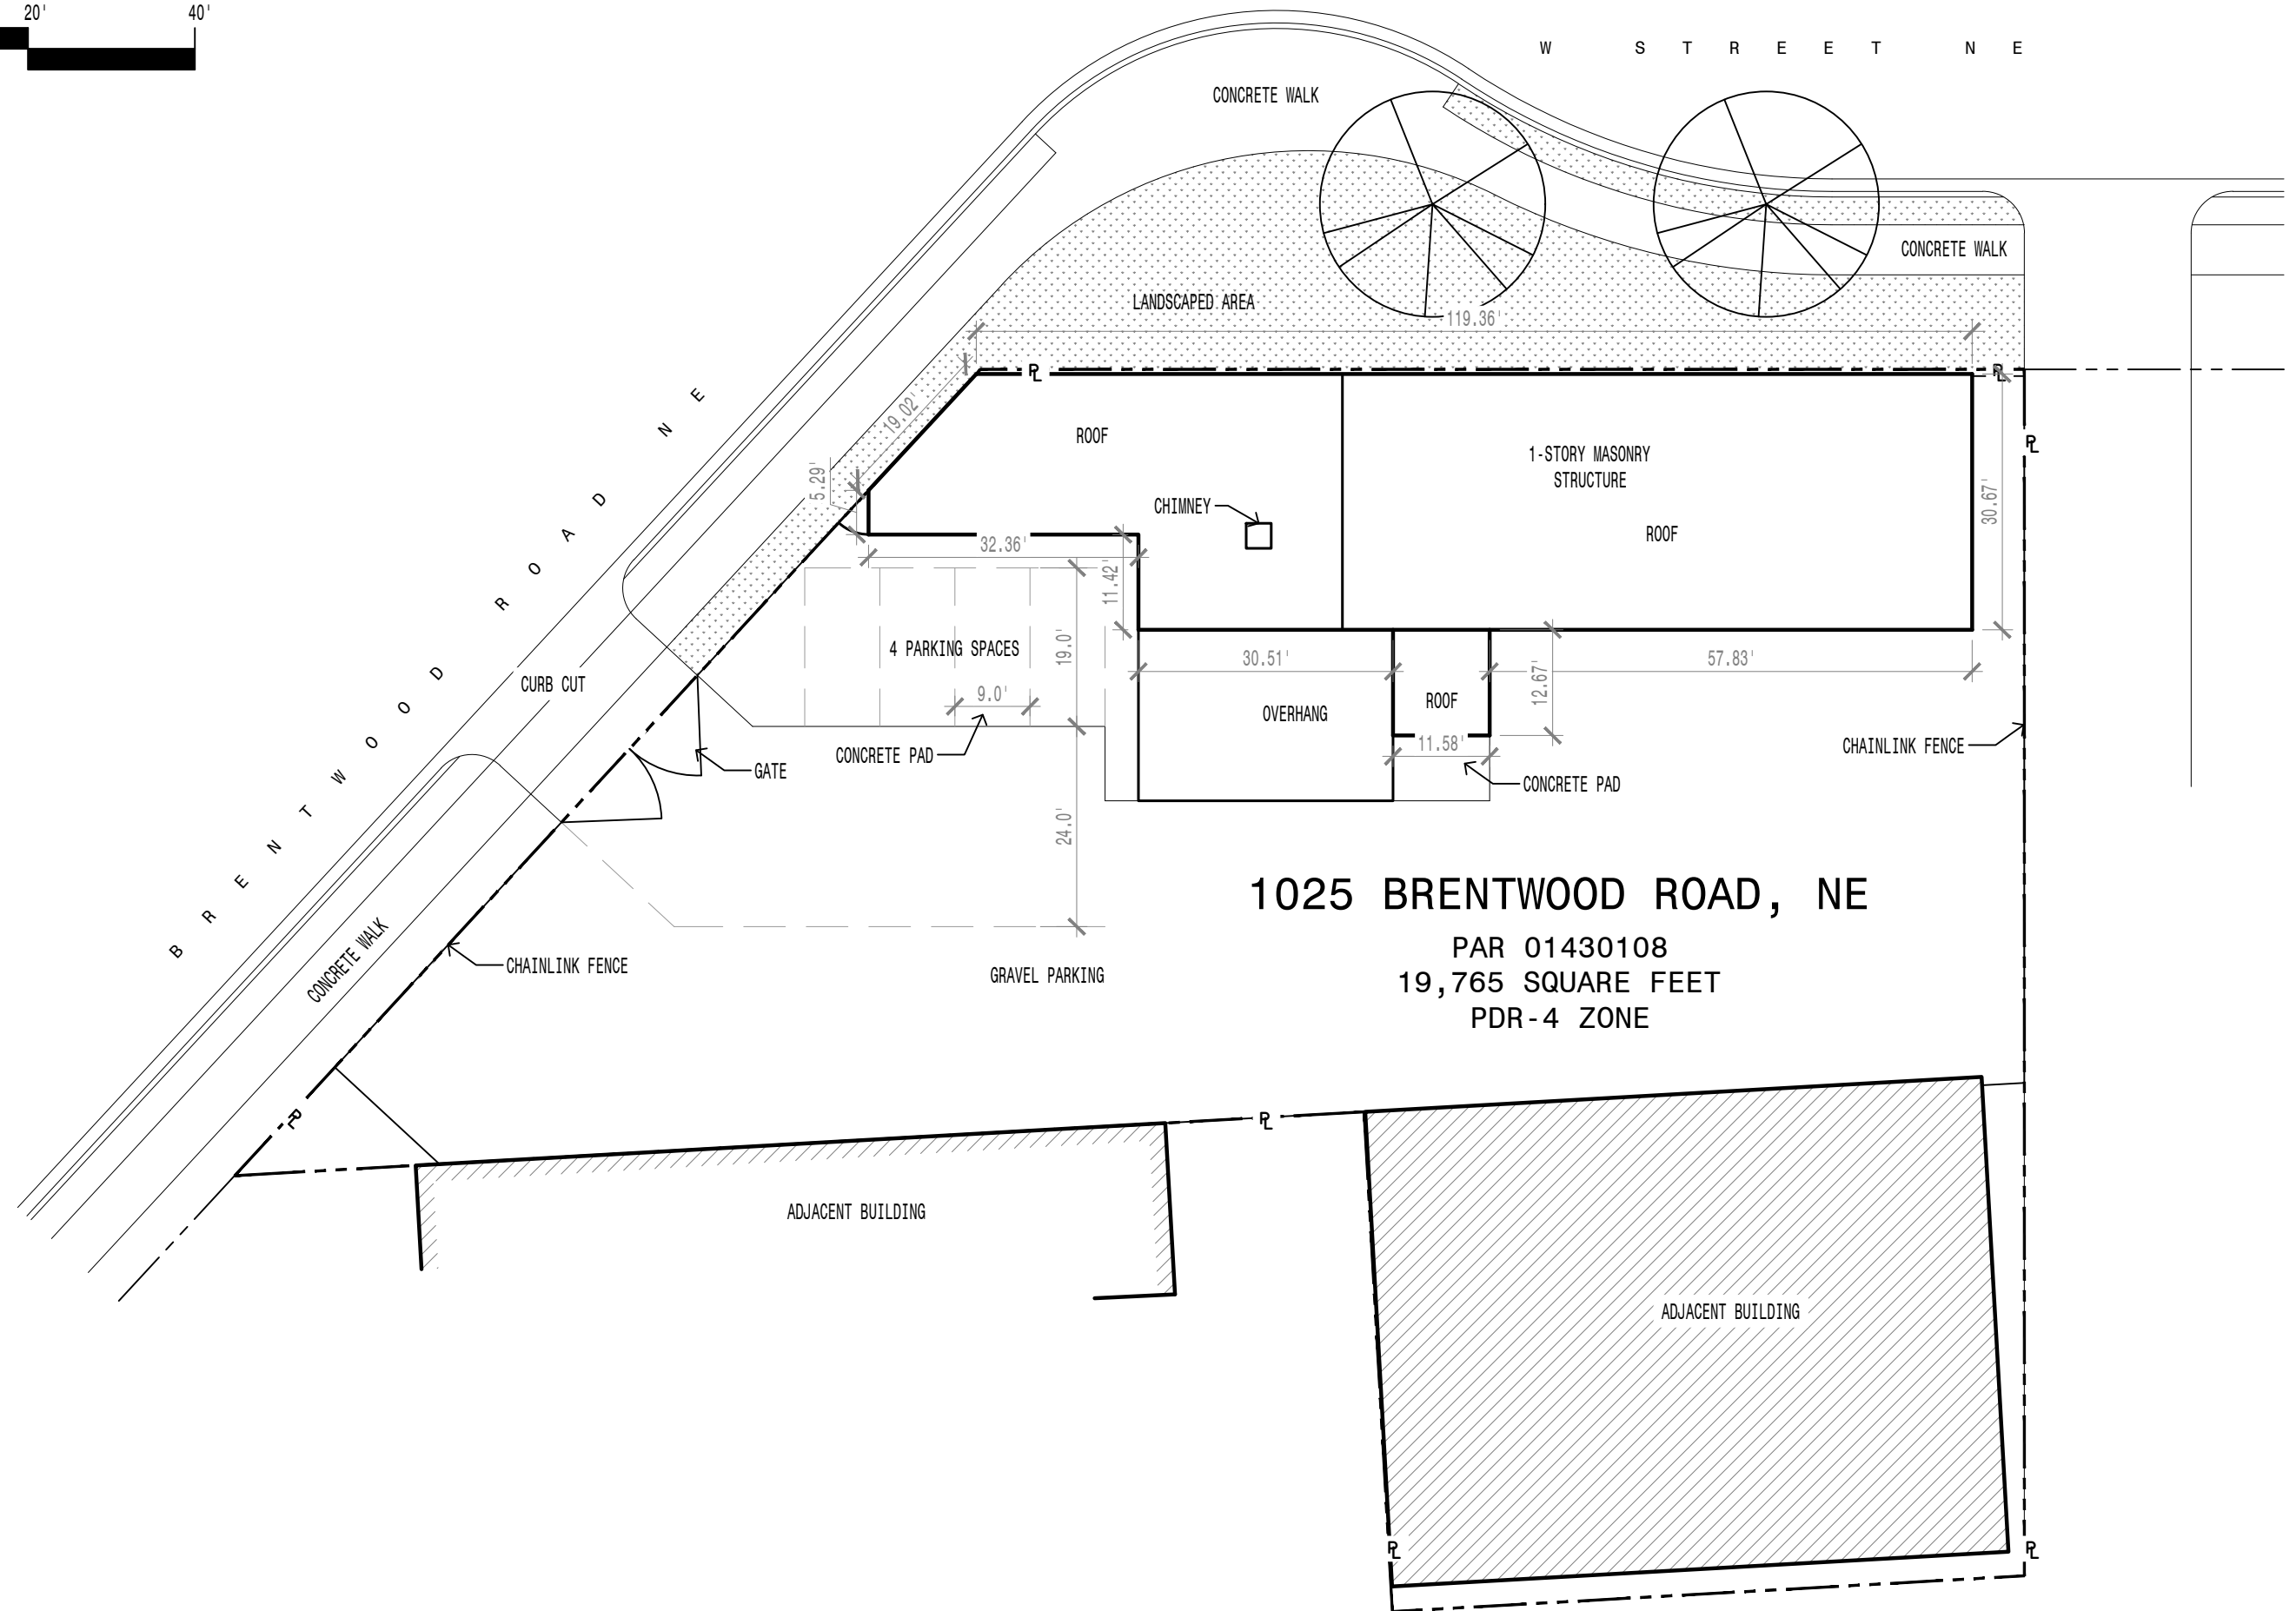 20' 40'
W STREET NE
CONCRETE WALK
CONCRETE WALK
LANDSCAPED AREA
119.36'
PL
PL
PL
19.02'
ROOF
1-STORY MASONRY
STRUCTURE
5.29'
CHIMNEY
30.67'
ROOF
32.36'
11.42'
BRENTWOOD ROAD NE
4 PARKING SPACES
19.0'
30.51'
57.83'
CURB CUT
9.0'
12.67'
ROOF
OVERHANG
11.58'
CHAINLINK FENCE
CONCRETE PAD
GATE
CONCRETE PAD
24.0'
1025 BRENTWOOD ROAD, NE
PAR 01430108
19,765 SQUARE FEET
PDR-4 ZONE
CONCRETE WALK
CHAINLINK FENCE
GRAVEL PARKING
PL
PL
ADJACENT BUILDING
ADJACENT BUILDING
PL
PL